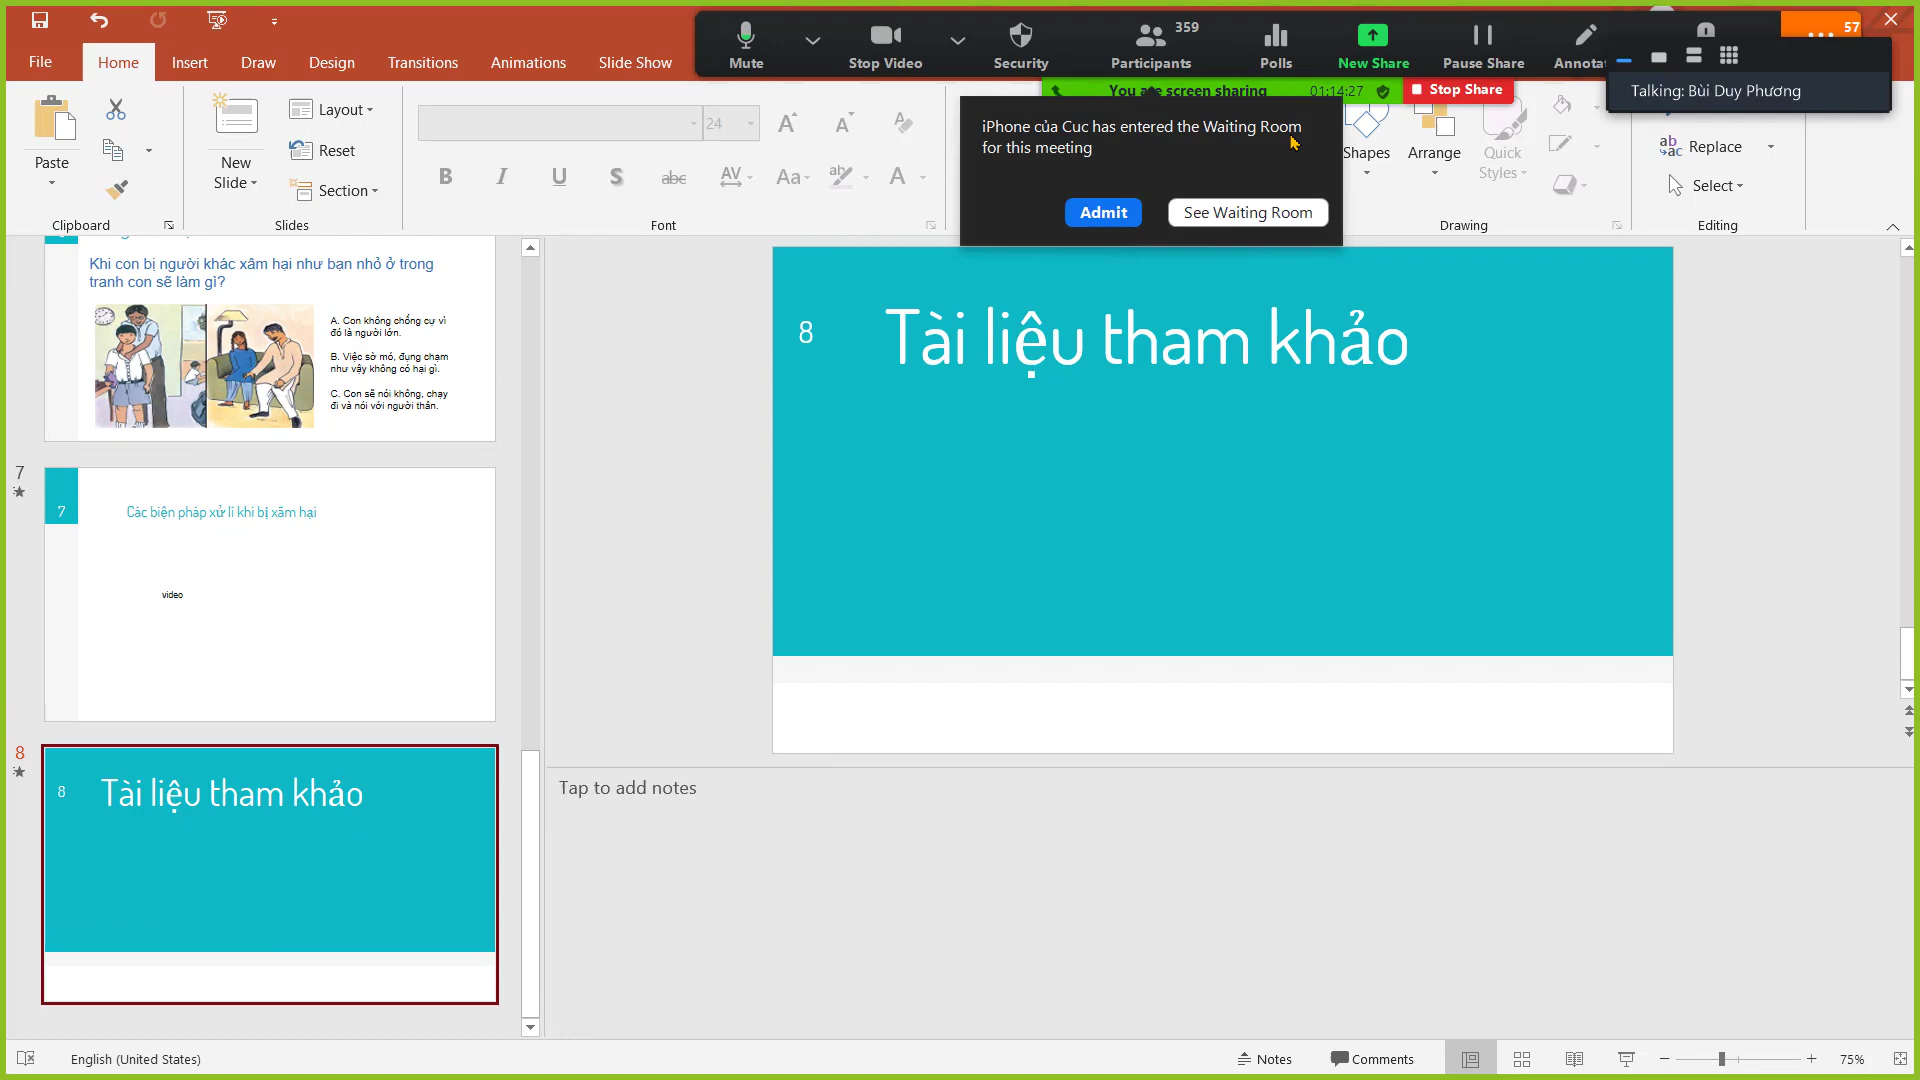 File
Home
Insert
Draw
Design
Transitions
Animations
Slide Show
Mute
Stop Video
Security
Participants
359
Polls
New Share
Pause Share
57
Talking: Bùi Duy Phương
You are screen sharing
01:14:27
Stop Share
iPhone của Cuc has entered the Waiting Room
for this meeting
Admit
See Waiting Room
Paste
Clipboard
New
Slide
Layout
Reset
Section
Slides
24
B
I
U
S
abc
AV
Aa
A
Font
Shapes
Arrange
Quick
Styles
Drawing
Replace
Select
Editing
Khi con bị người khác xâm hại như bạn nhỏ ở trong
tranh con sẽ làm gì?
A. Con không chống cự vì
đó là người lớn.
B. Việc sờ mó, đụng chạm
như vậy không có hại gì.
C. Con sẽ nói không, chạy
đi và nói với người thân.
7
7
Các biện pháp xử lí khi bị xâm hại
video
8
8
Tài liệu tham khảo
8
Tài liệu tham khảo
Tap to add notes
English (United States)
Notes
Comments
75%